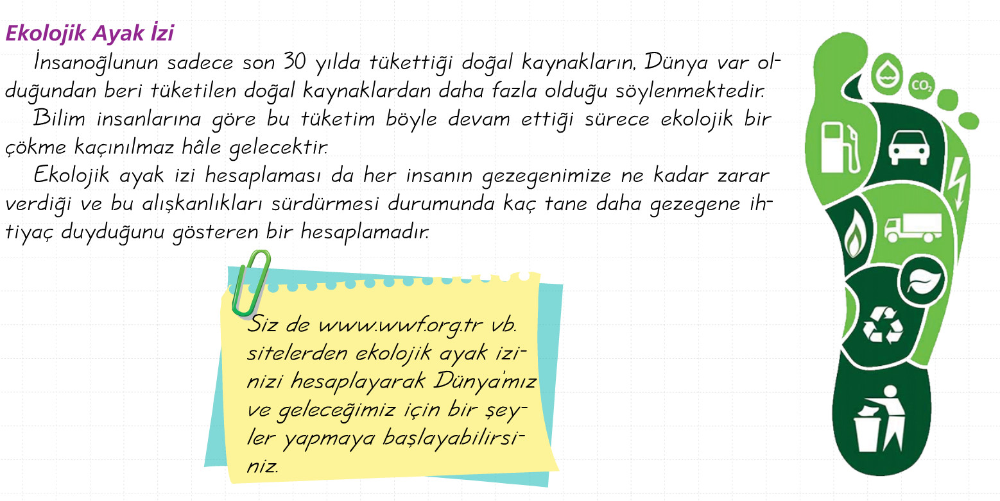 Ekolojik Ayak İzi
İnsanoğlunun sadece son 30 yılda tükettiği doğal kaynakların, Dünya var ol-
duğundan beri tüketilen doğal kaynaklardan daha fazla olduğu söylenmektedir.
Bilim insanlarına göre bu tüketim böyle devam ettiği sürece ekolojik bir
çökme kaçınılmaz hâle gelecektir.
Ekolojik ayak izi hesaplaması da her insanın gezegenimize ne kadar zarar
verdiği ve bu alışkanlıkları sürdürmesi durumunda kaç tane daha gezegene ih-
tiyaç duyduğunu gösteren bir hesaplamadır.
Siz de www.wwf.org.tr vb.
sitelerden ekolojik ayak izi-
nizi hesaplayarak Dünya'mız
ve geleceğimiz için bir şey-
ler yapmaya başlayabilirsi-
niz.
CO₂